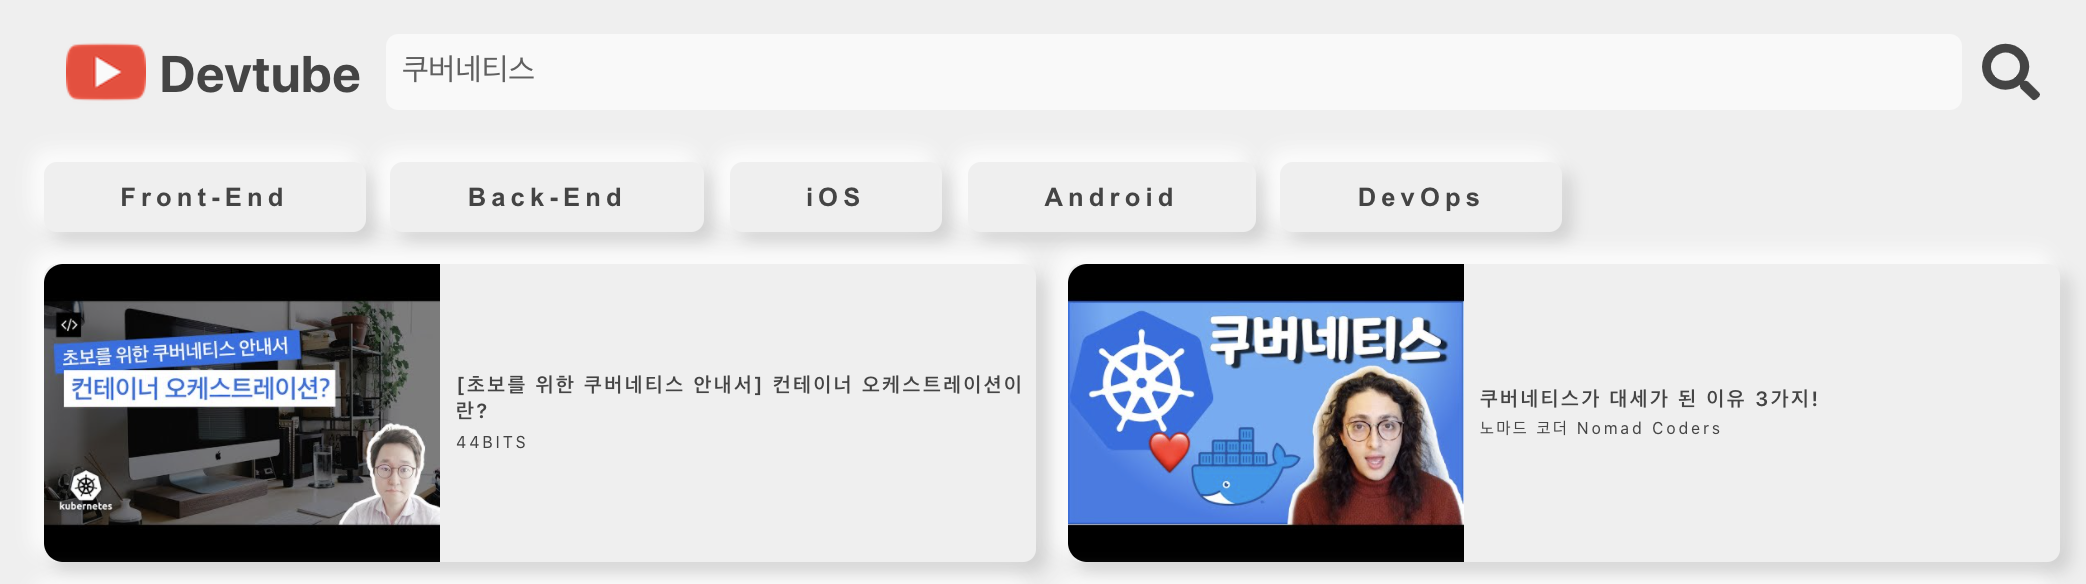 Devtube
쿠버네티스
Front-End
Back-End
iOS
Android
DevOps
</>
초보를 위한 쿠버네티스 안내서
컨테이너 오케스트레이션?
kubernetes
[초보를 위한 쿠버네티스 안내서] 컨테이너 오케스트레이션이
란?
44BITS
쿠버네티스
쿠버네티스가 대세가 된 이유 3가지!
노마드 코더 Nomad Coders